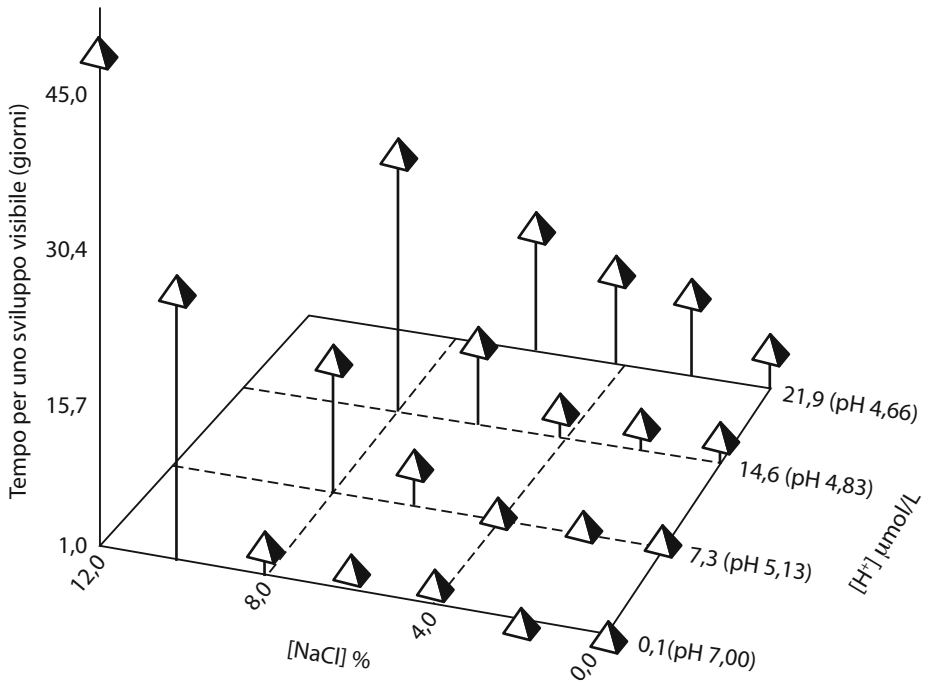 Tempo per uno sviluppo visibile (giorni)
45,0
30,4
15,7
1,0
12,0
8,0
4,0
0,0
[NaCl] %
21,9 (pH 4,66)
14,6 (pH 4,83)
7,3 (pH 5,13)
0,1(pH 7,00)
[H⁺] µmol/L